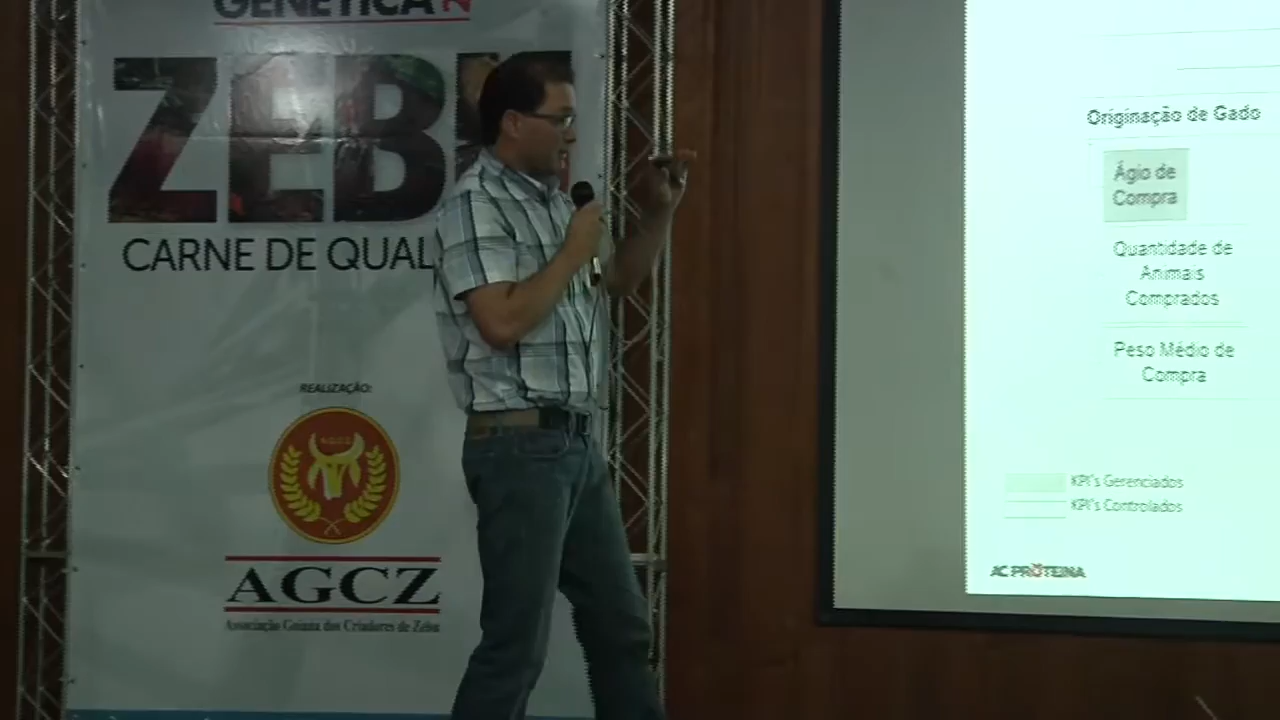 GENÉTICA
ZEBU
CARNE DE QUAL
REALIZAÇÃO:
AGCZ
AGCZ
Associação Goiana dos Criadores de Zebu
Originação de Gado
Ágio de
Compra
Quantidade de
Animais
Comprados
Peso Médio de
Compra
KPI's Gerenciados
KPI's Controlados
AC PROTEINA